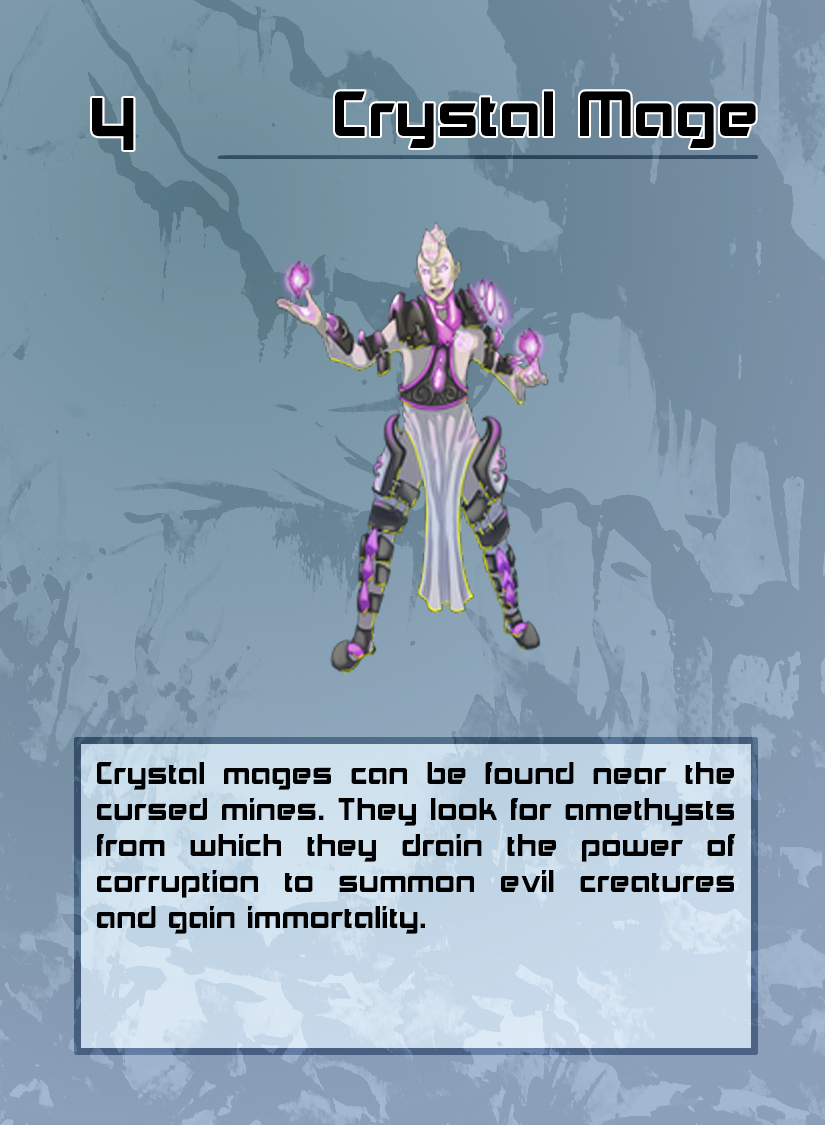 4
Crystal Mage
Crystal mages can be found near the
cursed mines. They look for amethysts
from which they drain the power of
corruption to summon evil creatures
and gain immortality.